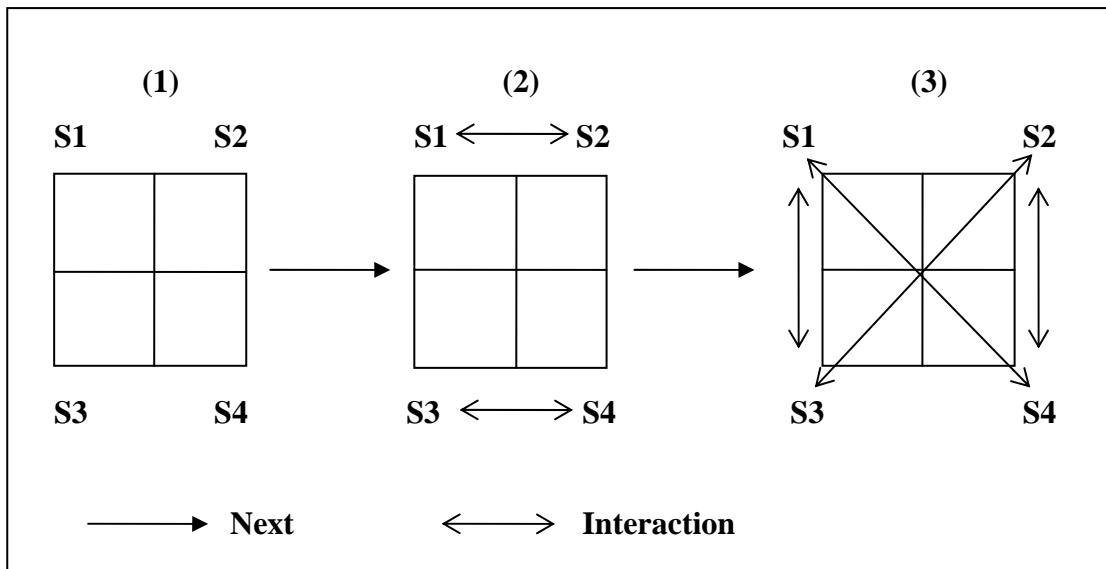 (1) (2) (3)
S1 S2 S1 S2 S1 S2
S3 S4 S3 S4 S3 S4
Next Interaction